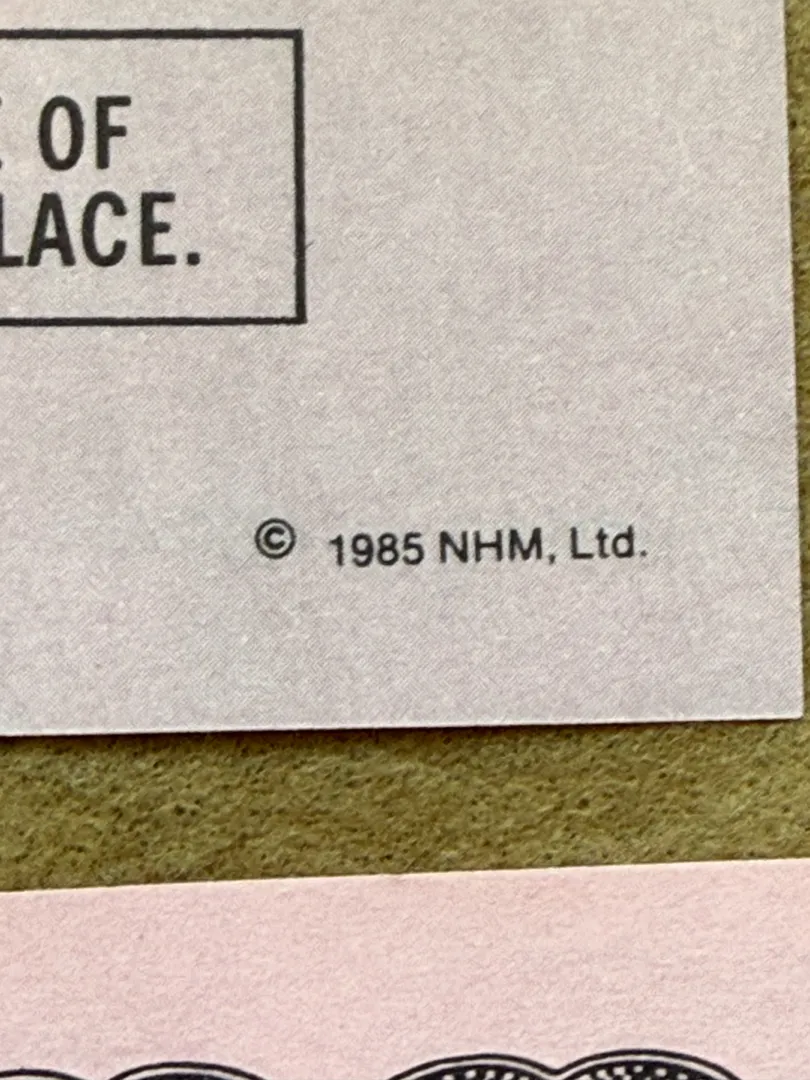 OF
LACE.
© 1985 NHM, Ltd.